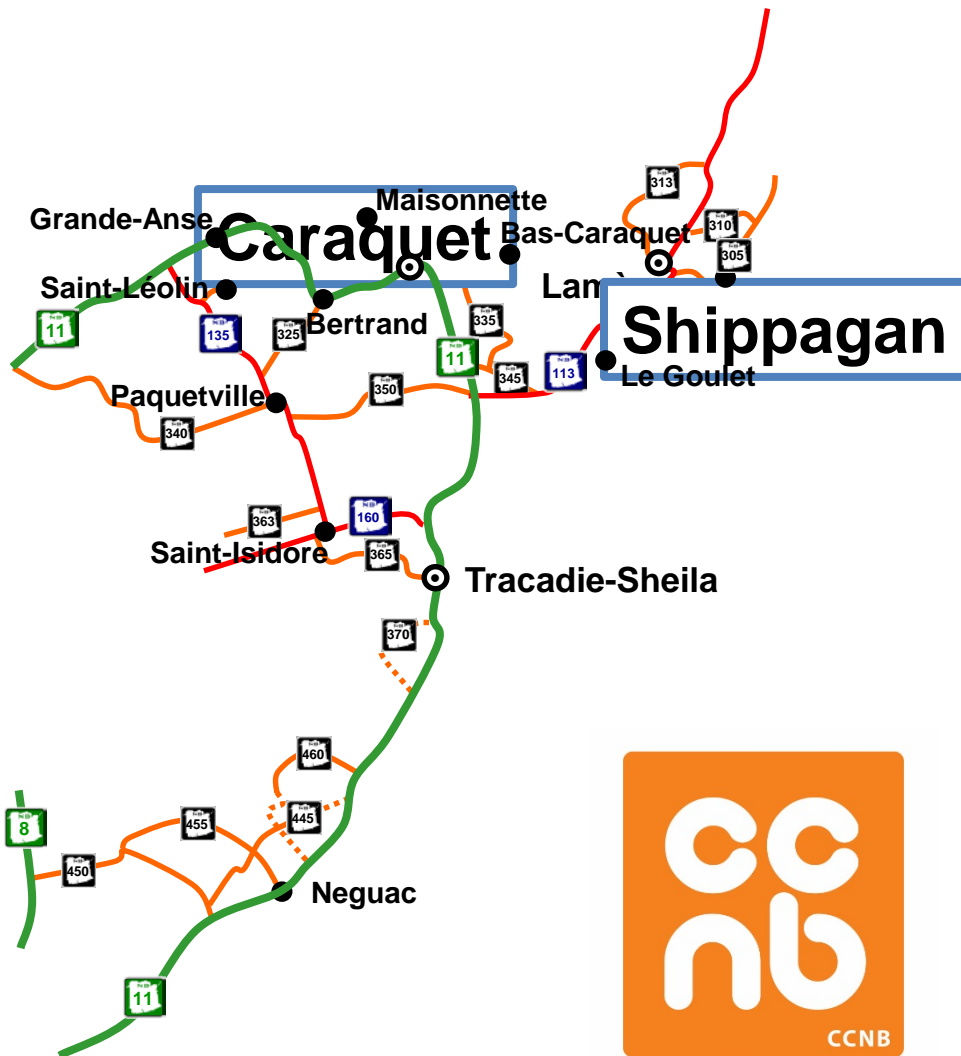 313
Maisonnette
Grande-Anse
Caraquet
310
Bas-Caraquet
305
Saint-Léolin
11
135
325
Bertrand
335
11
Shippagan
113
345
Le Goulet
350
Paquetville
340
363
160
Saint-Isidore
365
Tracadie-Sheila
370
460
8
455
445
450
Neguac
11
cc
nb
CCNB